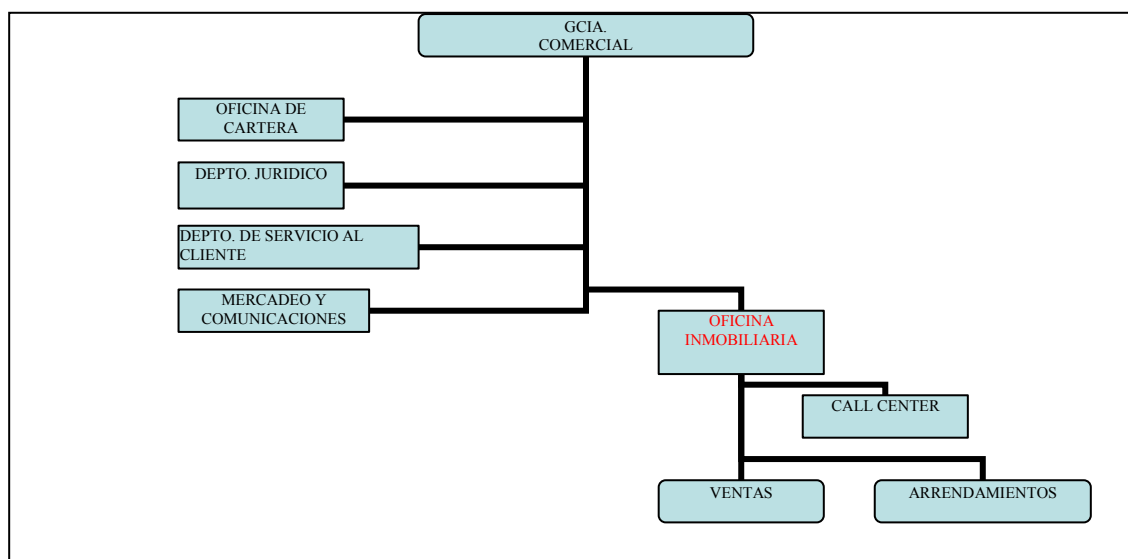 GCIA.
COMERCIAL
OFICINA DE
CARTERA
DEPTO. JURIDICO
DEPTO. DE SERVICIO AL
CLIENTE
MERCADEO Y
COMUNICACIONES
OFICINA
INMOBILIARIA
CALL CENTER
VENTAS
ARRENDAMIENTOS